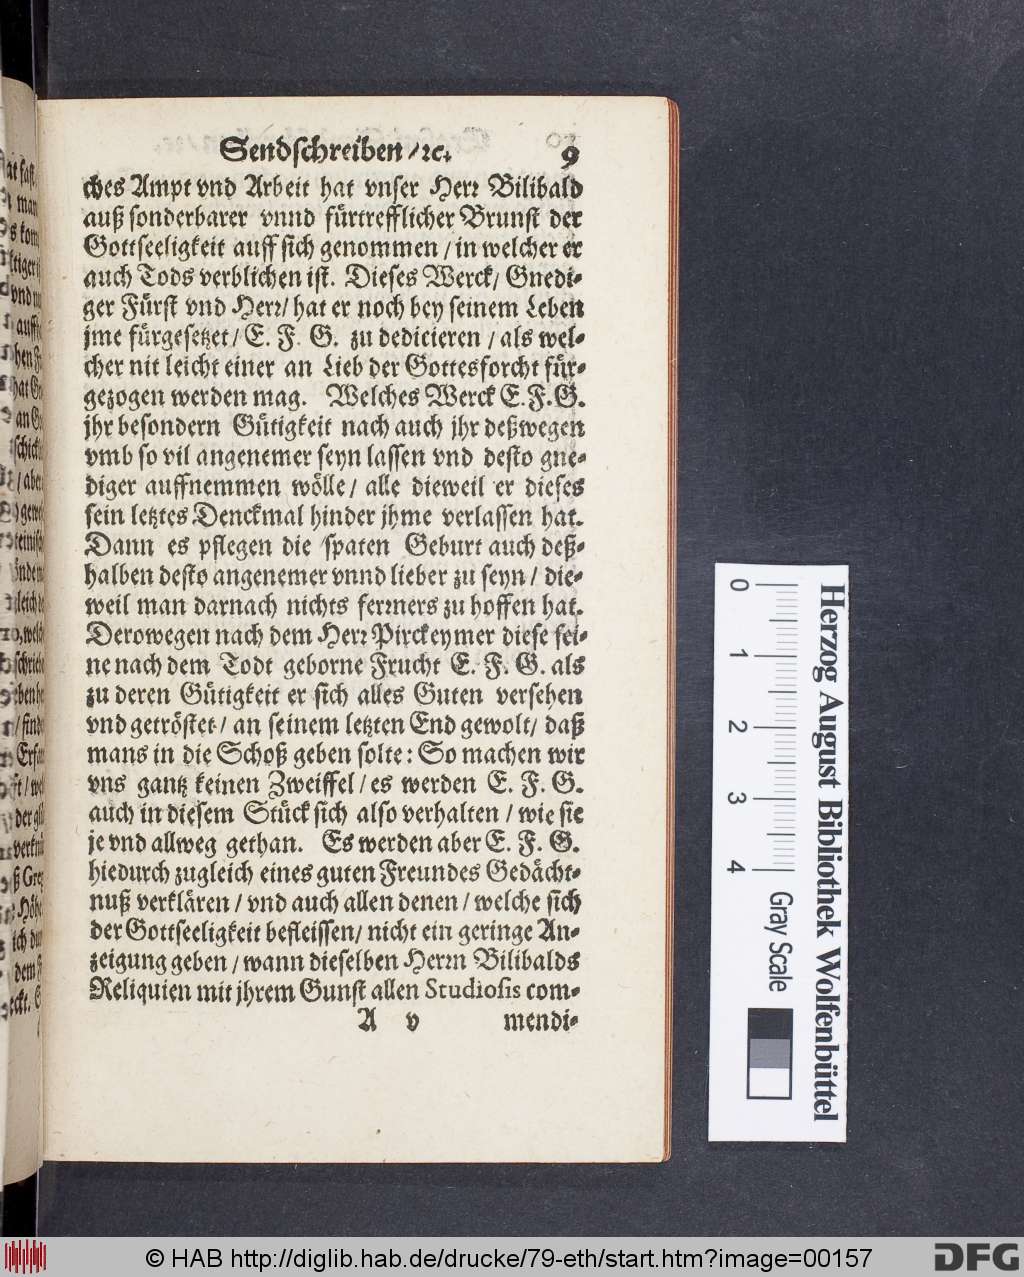 Sendschreiben / ꝛc. 9
ches Ampt vnd Arbeit hat vnser Herr Bilibald
auß sonderbarer vnnd fürtrefflicher Brunst der
Gottseeligkeit auff sich genommen / in welcher er
auch Tods verblichen ist. Dieses Werck / Gnedi-
ger Fürst vnd Herr / hat er noch bey seinem Leben
jme fürgesetzet / E. F. G. zu dedicieren / als wel-
cher nit leicht einer an Lieb der Gottesforcht für-
gezogen werden mag. Welches Werck E. F. G.
jhr besondern Gütigkeit nach auch jhr deßwegen
vmb so vil angenemer seyn lassen vnd desto gne-
diger auffnemmen wölle / alle dieweil er dieses
sein letztes Denckmal hinder jhme verlassen hat.
Dann es pflegen die spaten Geburt auch deß-
halben desto angenemer vnnd lieber zu seyn / die-
weil man darnach nichts ferrners zu hoffen hat.
Derowegen nach dem Herr Pirckeymer diese sei-
ne nach dem Todt geborne Frucht E. F. G. als
zu deren Gütigkeit er sich alles Guten versehen
vnd getröstet / an seinem letzten End gewolt / daß
mans in die Schoß geben solte: So machen wir
vns gantz keinen Zweiffel / es werden E. F. G.
auch in diesem Stück sich also verhalten / wie sie
je vnd allweg gethan. Es werden aber E. F. G.
hiedurch zugleich eines guten Freundes Gedächt-
nuß verklären / vnd auch allen denen / welche sich
der Gottseeligkeit befleissen / nicht ein geringe An-
zeigung geben / wann dieselben Herrn Bilibalds
Reliquien mit jhrem Gunst allen Studiosis com-
A v mendi-
0 1 2 3 4 Gray Scale
Herzog August Bibliothek Wolfenbüttel
© HAB http://diglib.hab.de/drucke/79-eth/start.htm?image=00157
DFG